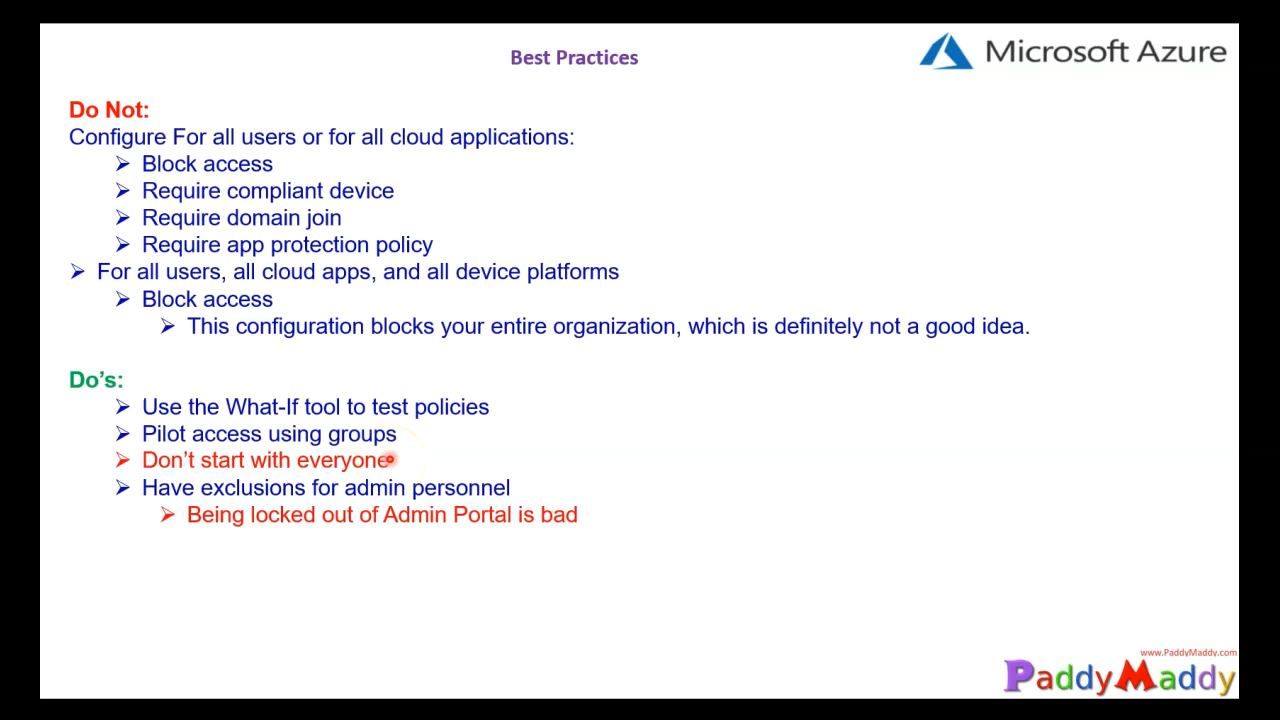 Best Practices
Microsoft Azure
Do Not:
Configure For all users or for all cloud applications:
Block access
Require compliant device
Require domain join
Require app protection policy
For all users, all cloud apps, and all device platforms
Block access
This configuration blocks your entire organization, which is definitely not a good idea.
Do's:
Use the What-If tool to test policies
Pilot access using groups
Don't start with everyone
Have exclusions for admin personnel
Being locked out of Admin Portal is bad
www.PaddyMaddy.com
PaddyMaddy